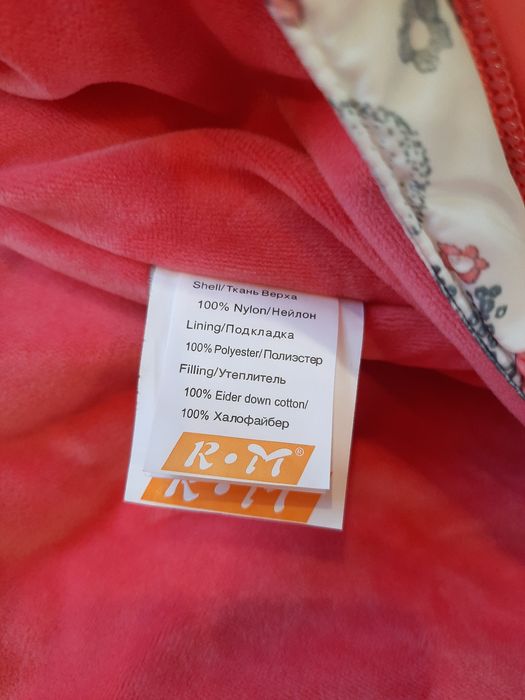 Shell/Ткань Верха
100% Nylon/Нейлон
Lining/Подкладка
100% Polyester/Полиэстер
Filling/Утеплитель
100% Eider down cotton/
100% Халофайбер
R•M®
R•M